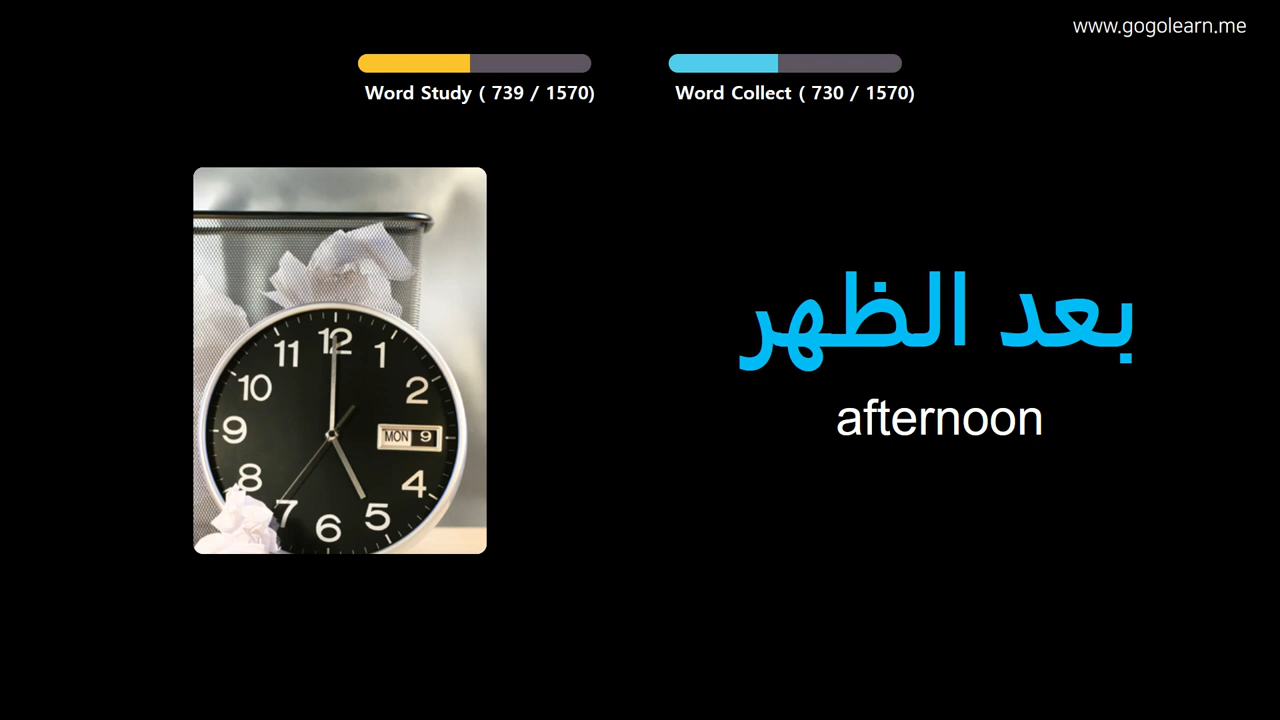 www.gogolearn.me
Word Study ( 739 / 1570)
Word Collect ( 730 / 1570)
بعد الظهر
afternoon
12
11
1
10
2
9
MON 9
8
4
7
5
6